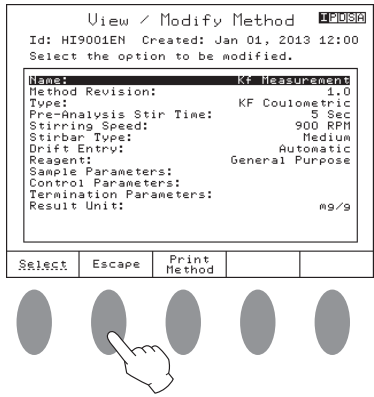 View / Modify Method IPDSA
Id: HI9001EN Created: Jan 01, 2013 12:00
Select the option to be modified.
Name: Kf Measurement
Method Revision: 1.0
Type: KF Coulometric
Pre-Analysis Stir Time: 5 Sec
Stirring Speed: 900 RPM
Stirbar Type: Medium
Drift Entry: Automatic
Reagent: General Purpose
Sample Parameters:
Control Parameters:
Termination Parameters:
Result Unit: mg/g
Select Escape Print Method